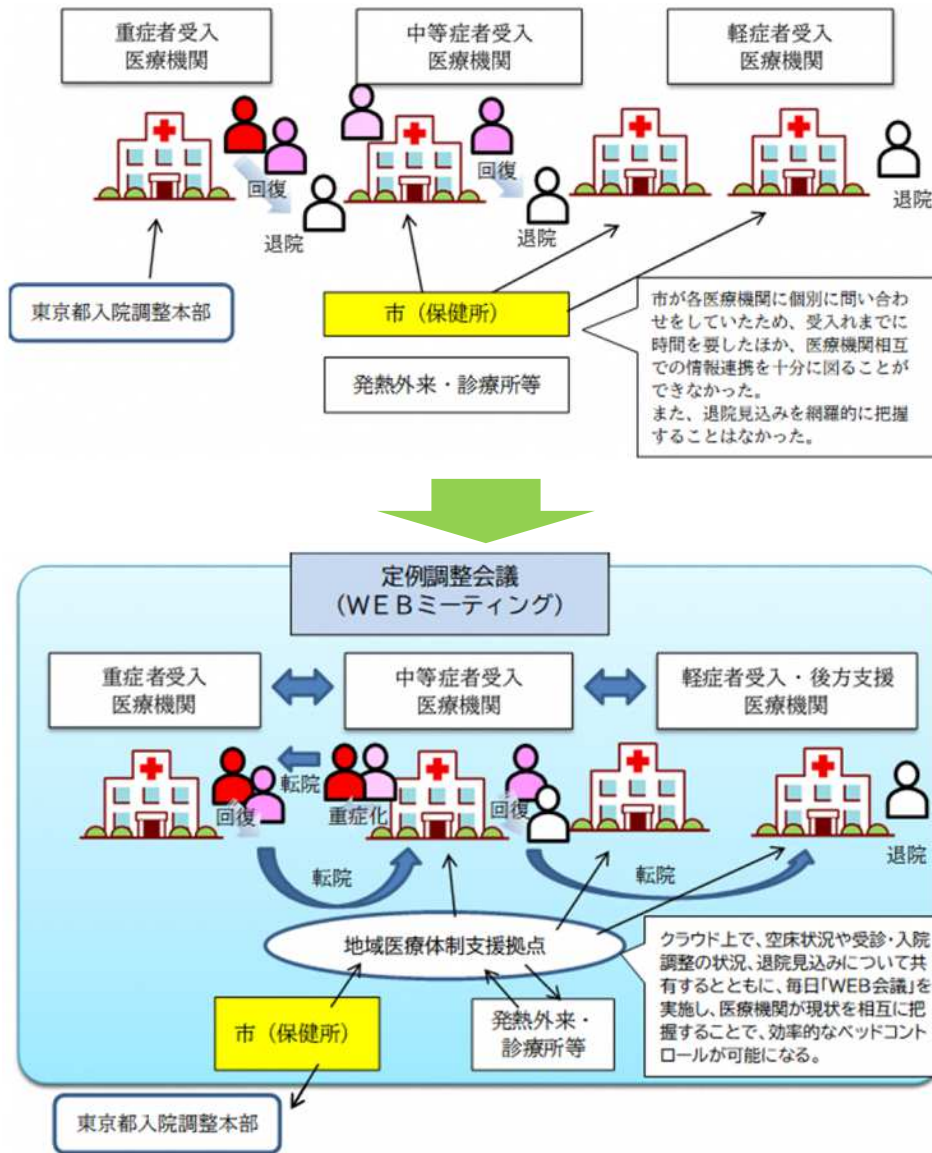 重症者受入
医療機関
中等症者受入
医療機関
軽症者受入
医療機関
回復
退院
回復
退院
退院
東京都入院調整本部
市（保健所）
発熱外来・診療所等
市が各医療機関に個別に問い合わ
せをしていたため、受入れまでに
時間を要したほか、医療機関相互
での情報連携を十分に図ることが
できなかった。
また、退院見込みを網羅的に把握
することはなかった。
定例調整会議
（ＷＥＢミーティング）
重症者受入
医療機関
中等症者受入
医療機関
軽症者受入・後方支援
医療機関
転院
回復
重症化
回復
退院
転院
転院
地域医療体制支援拠点
市（保健所）
発熱外来・
診療所等
クラウド上で、空床状況や受診・入院
調整の状況、退院見込みについて共
有するとともに、毎日「WEB会議」を
実施し、医療機関が現状を相互に把
握することで、効率的なベッドコント
ロールが可能になる。
東京都入院調整本部